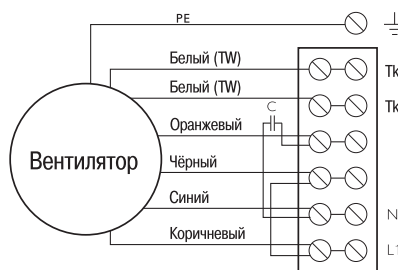 PE
Белый (TW)
Tk
Белый (TW)
Tk
C
Оранжевый
Вентилятор
Чёрный
Синий
N
Коричневый
L1